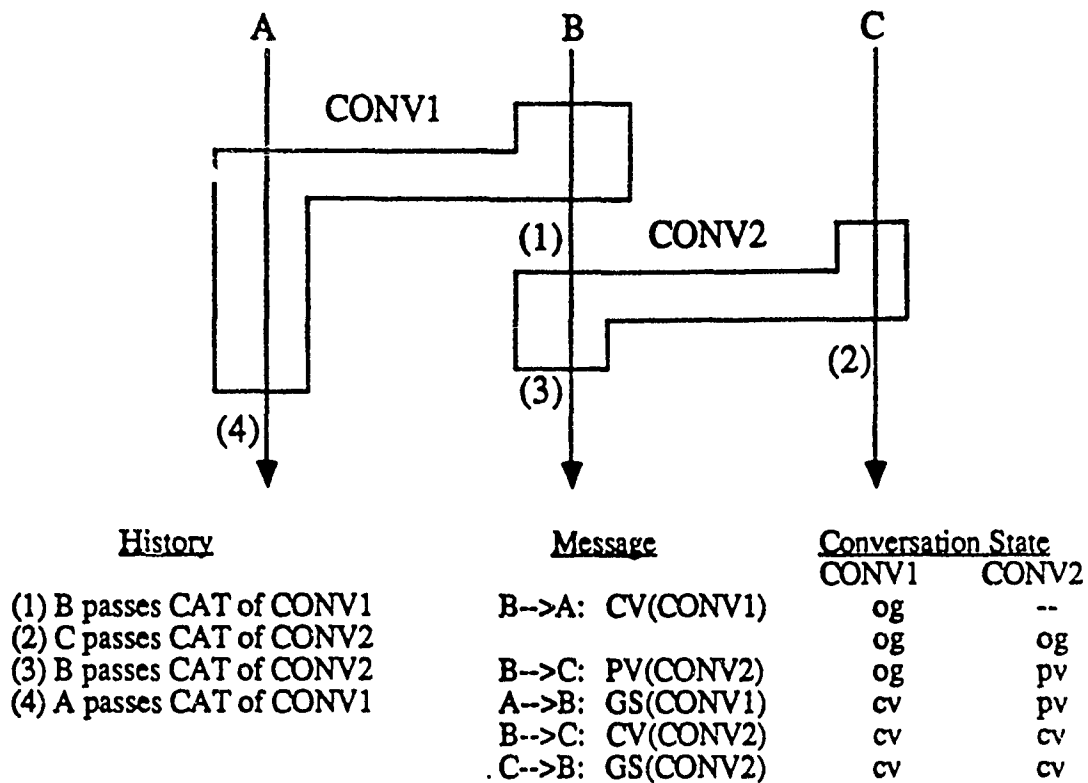 A B C
CONV1
(1) CONV2
(2)
(3)
(4)
History Message Conversation State
CONV1 CONV2
(1) B passes CAT of CONV1 B-->A: CV(CONV1) og --
(2) C passes CAT of CONV2 og og
(3) B passes CAT of CONV2 B-->C: PV(CONV2) og pv
(4) A passes CAT of CONV1 A-->B: GS(CONV1) cv pv
B-->C: CV(CONV2) cv cv
C-->B: GS(CONV2) cv cv